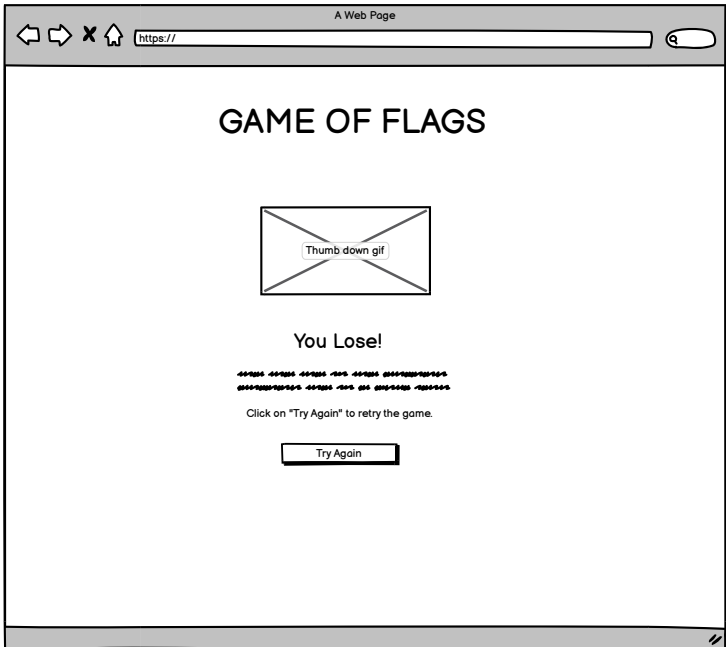 A Web Page
https://
GAME OF FLAGS
Thumb down gif
You Lose!
Click on "Try Again" to retry the game.
Try Again